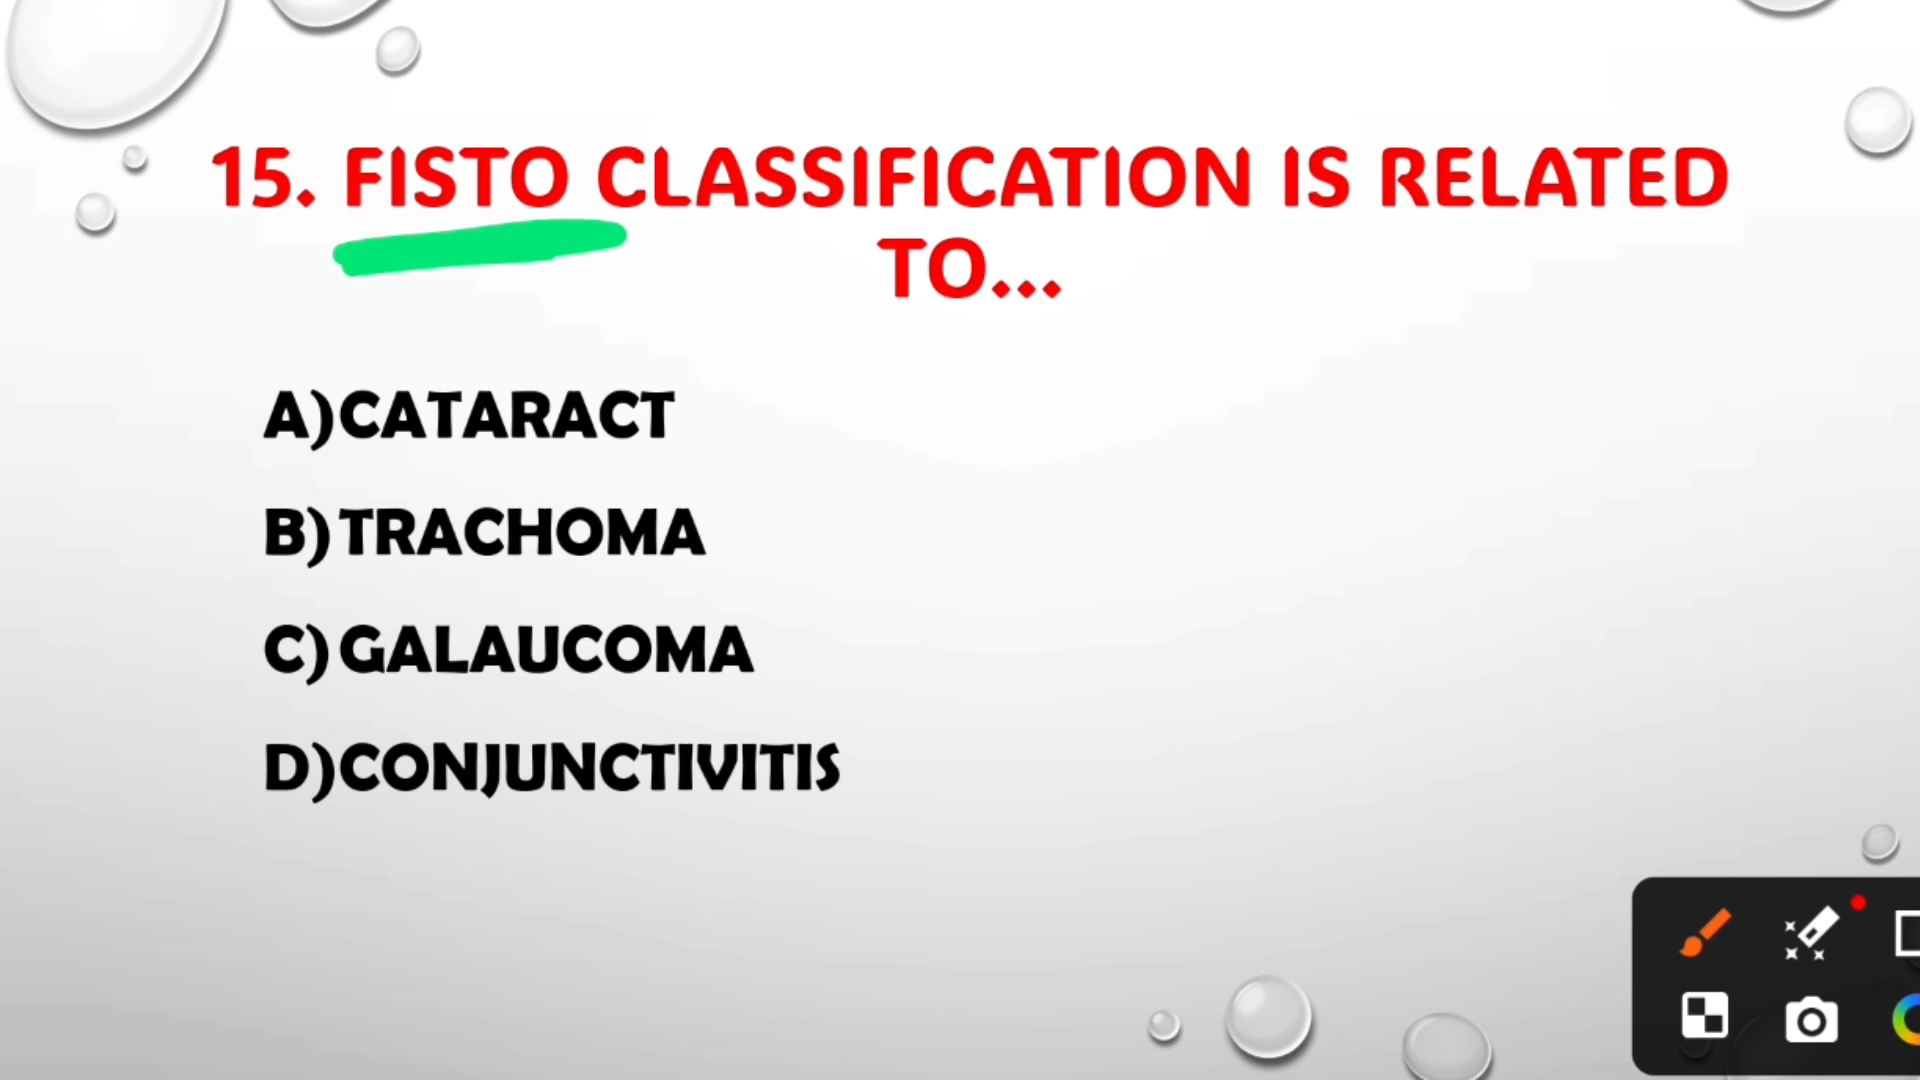 15. FISTO CLASSIFICATION IS RELATED
TO...
A) CATARACT
B) TRACHOMA
C) GALAUCOMA
D) CONJUNCTIVITIS